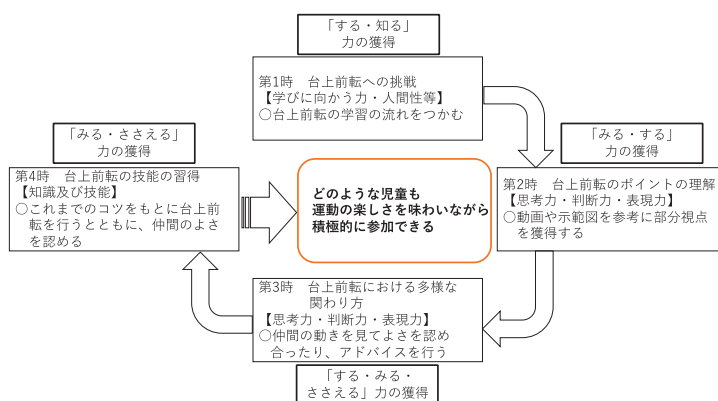 「する・知る」
力の獲得
第1時　台上前転への挑戦
【学びに向かう力・人間性等】
○台上前転の学習の流れをつかむ
「みる・する」
力の獲得
第2時　台上前転のポイントの理解
【思考力・判断力・表現力】
○動画や示範図を参考に部分視点
を獲得する
「する・みる・
ささえる」力の獲得
第3時　台上前転における多様な
関わり方
【思考力・判断力・表現力】
○仲間の動きを見てよさを認め
合ったり、アドバイスを行う
「みる・ささえる」
力の獲得
第4時　台上前転の技能の習得
【知識及び技能】
○これまでのコツをもとに台上前
転を行うとともに、仲間のよさ
を認める
どのような児童も
運動の楽しさを味わいながら
積極的に参加できる